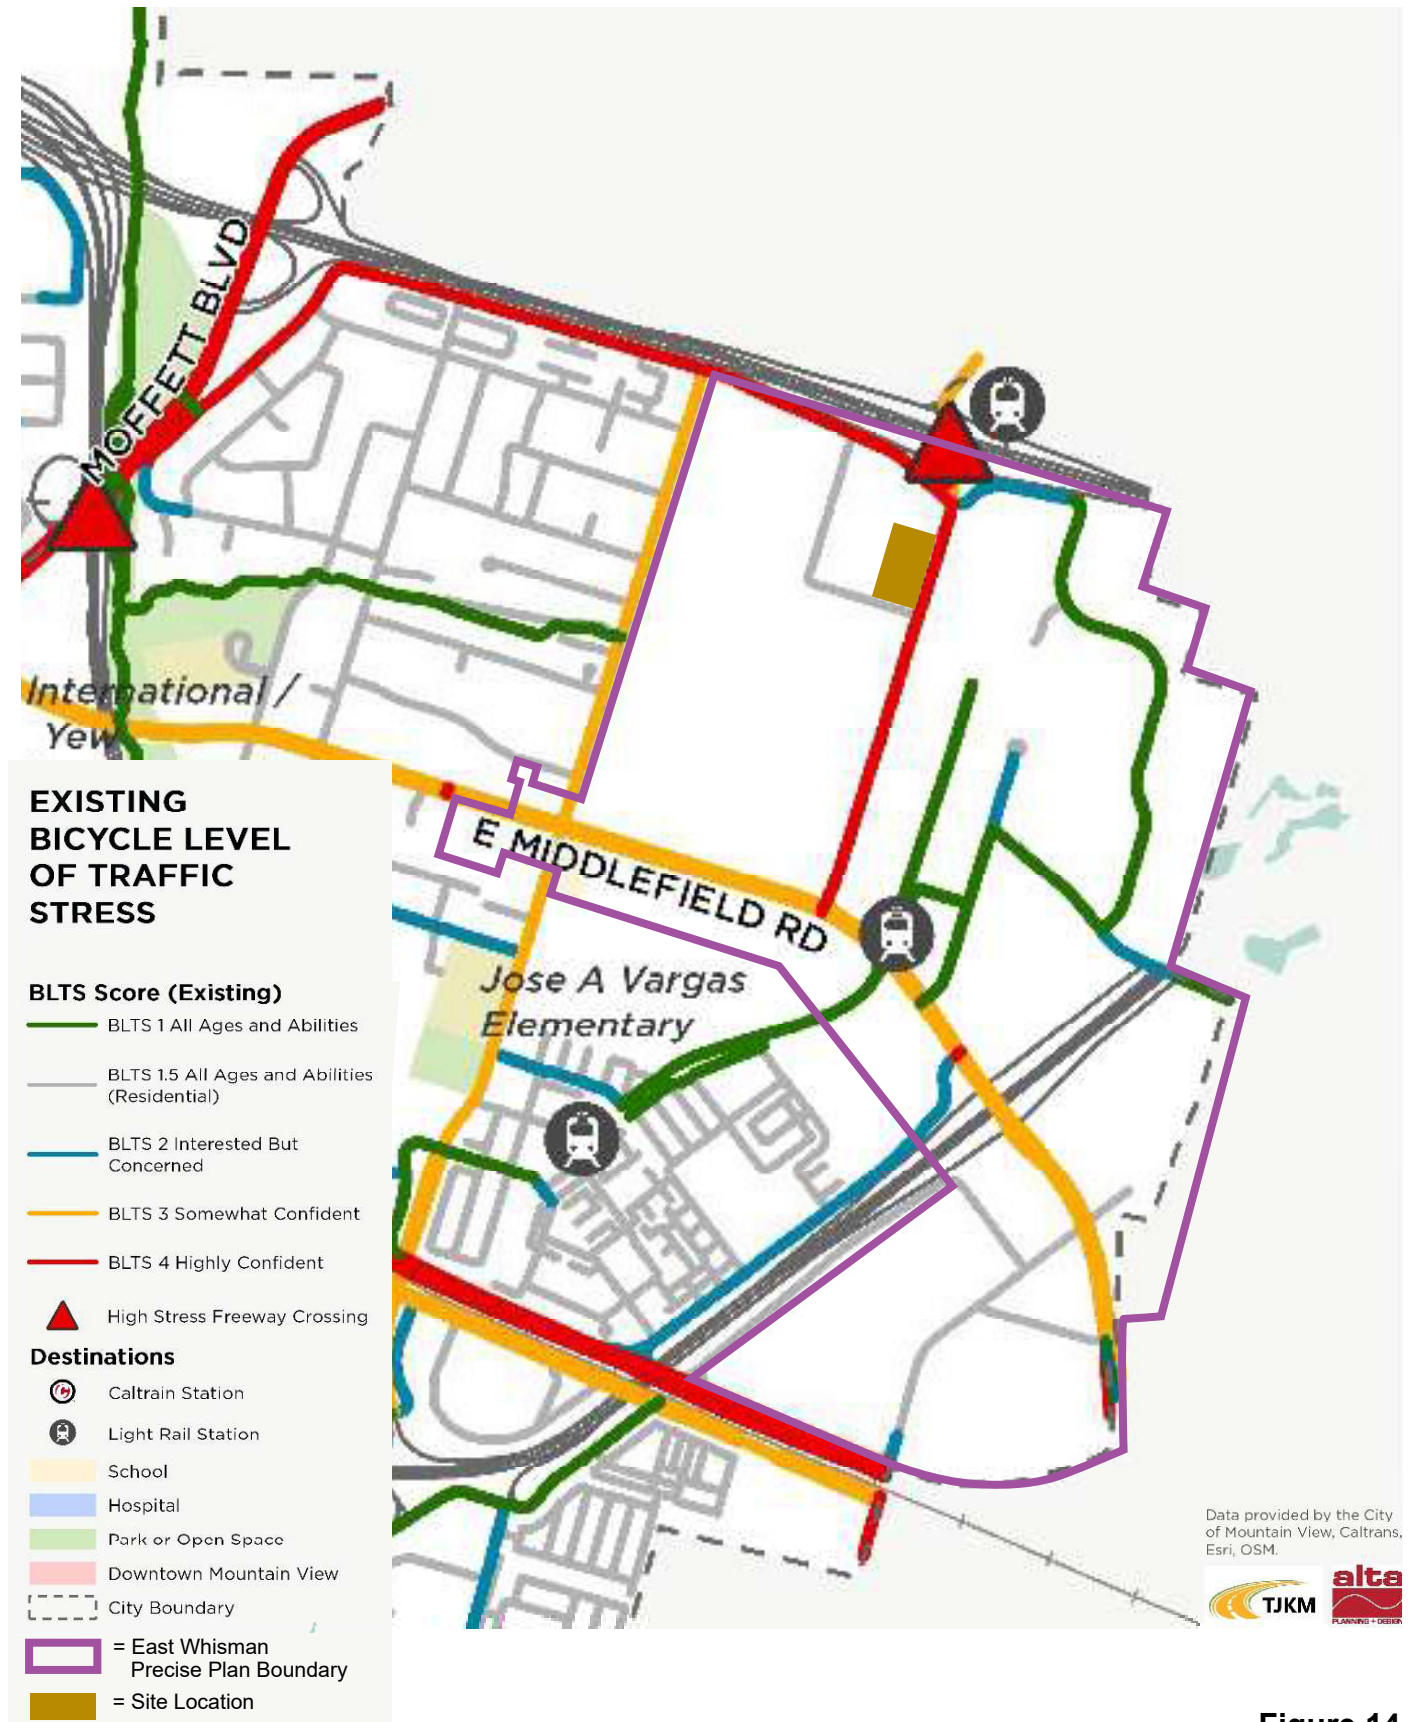 MOFFETT BLVD
International /
Yew
E MIDDLEFIELD RD
Jose A Vargas
Elementary
EXISTING
BICYCLE LEVEL
OF TRAFFIC
STRESS
BLTS Score (Existing)
BLTS 1 All Ages and Abilities
BLTS 1.5 All Ages and Abilities
(Residential)
BLTS 2 Interested But
Concerned
BLTS 3 Somewhat Confident
BLTS 4 Highly Confident
High Stress Freeway Crossing
Destinations
Caltrain Station
Light Rail Station
School
Hospital
Park or Open Space
Downtown Mountain View
City Boundary
= East Whisman
Precise Plan Boundary
= Site Location
Data provided by the City
of Mountain View, Caltrans,
Esri, OSM.
TJKM
alta
PLANNING + DESIGN
Figure 14